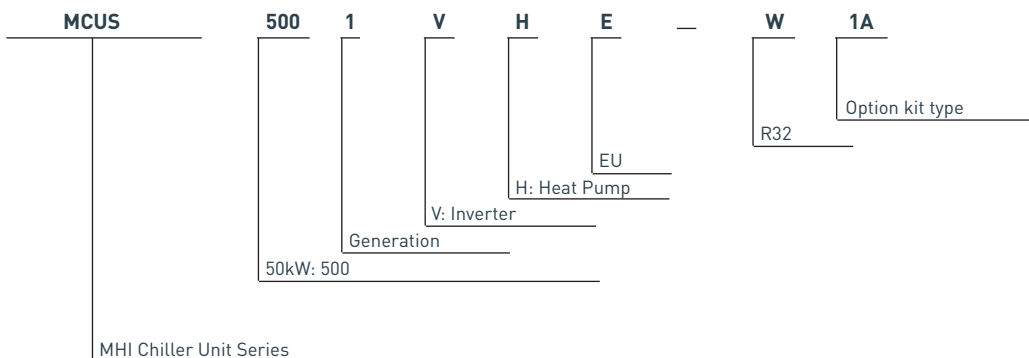 MCUS 500 1 V H E — W 1A
Option kit type
R32
EU
H: Heat Pump
V: Inverter
Generation
50kW: 500
MHI Chiller Unit Series